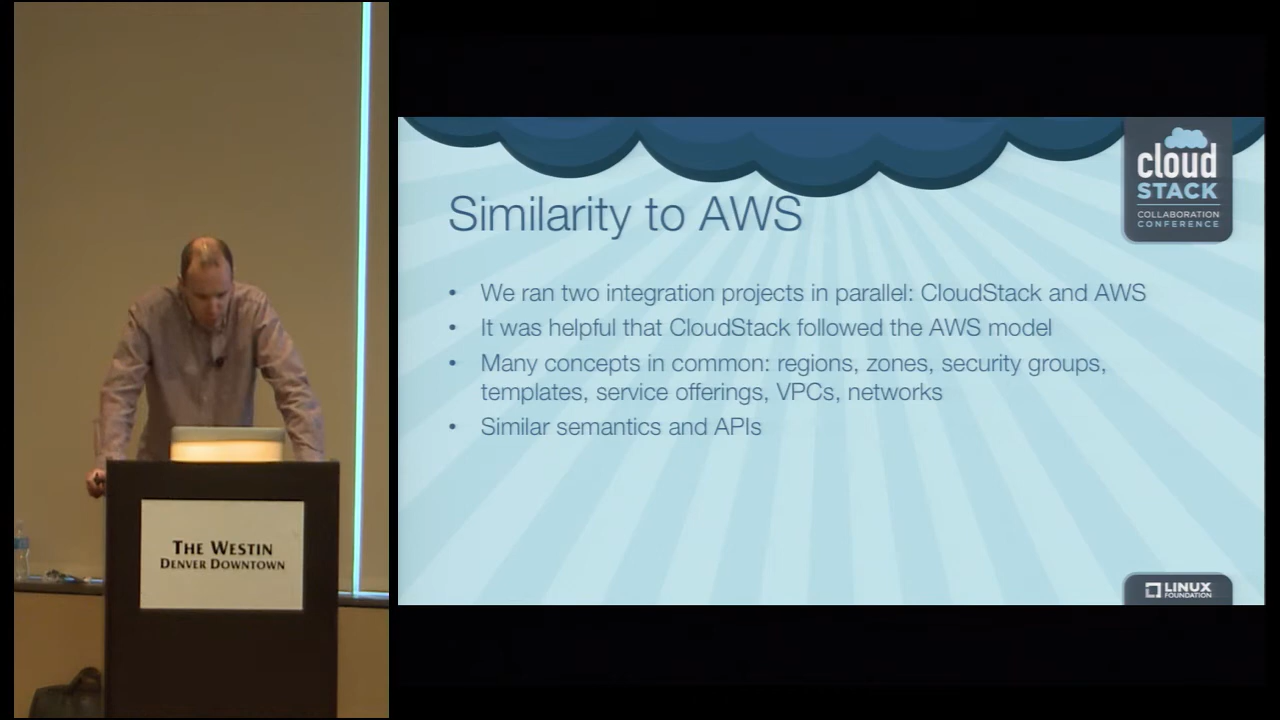 THE WESTIN
DENVER DOWNTOWN
cloud
STACK
COLLABORATION
CONFERENCE
Similarity to AWS
• We ran two integration projects in parallel: CloudStack and AWS
• It was helpful that CloudStack followed the AWS model
• Many concepts in common: regions, zones, security groups,
templates, service offerings, VPCs, networks
• Similar semantics and APIs
LINUX
FOUNDATION